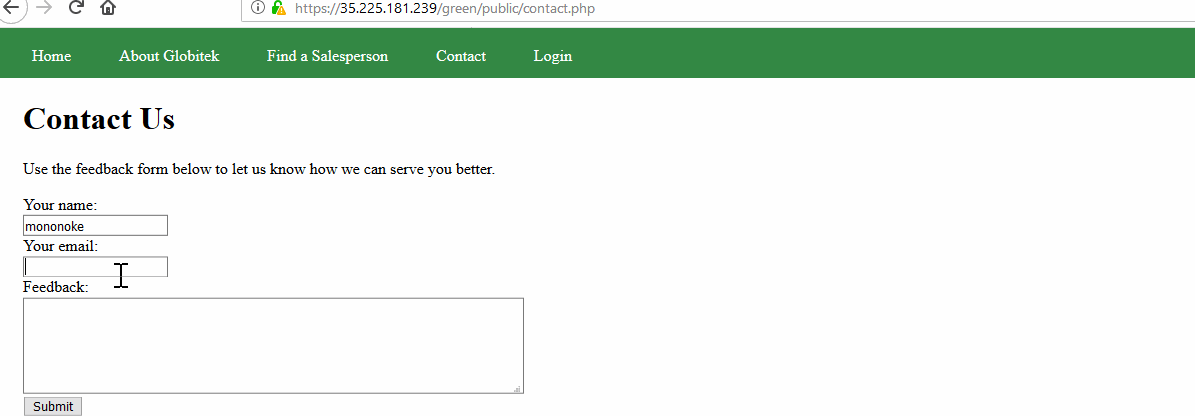 https://35.225.181.239/green/public/contact.php
Home About Globitek Find a Salesperson Contact Login
Contact Us
Use the feedback form below to let us know how we can serve you better.
Your name:
mononoke
Your email:
Feedback:
Submit